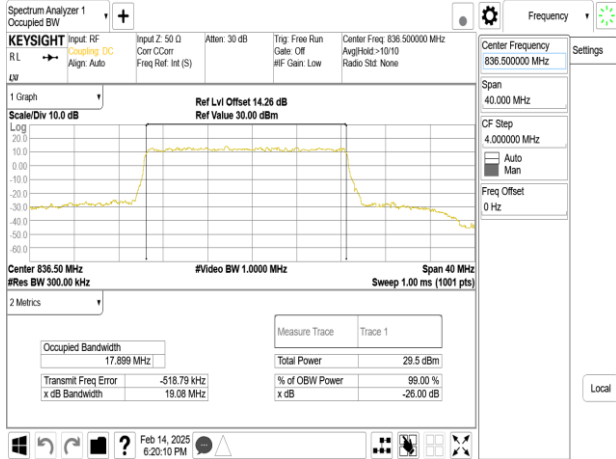 Spectrum Analyzer 1
Occupied BW
+
Frequency
KEYSIGHT
Input: RF
Coupling: DC
Align: Auto
Input Z: 50 Ω
Corr CCorr
Freq Ref: Int (S)
Atten: 30 dB
Trig: Free Run
Gate: Off
#IF Gain: Low
Center Freq: 836.500000 MHz
Avg|Hold:>10/10
Radio Std: None
RL
LXI
Center Frequency
836.500000 MHz
Settings
Span
40.000 MHz
CF Step
4.000000 MHz
Auto
Man
Freq Offset
0 Hz
Local
1 Graph
Scale/Div 10.0 dB
Ref Lvl Offset 14.26 dB
Ref Value 30.00 dBm
Log
20.0
10.0
0.00
-10.0
-20.0
-30.0
-40.0
-50.0
-60.0
Center 836.50 MHz
#Video BW 1.0000 MHz
Span 40 MHz
#Res BW 300.00 kHz
Sweep 1.00 ms (1001 pts)
2 Metrics
Measure Trace Trace 1
Occupied Bandwidth
17.899 MHz
Total Power 29.5 dBm
Transmit Freq Error -518.79 kHz
% of OBW Power 99.00 %
x dB Bandwidth 19.08 MHz
x dB -26.00 dB
?
Feb 14, 2025
6:20:10 PM